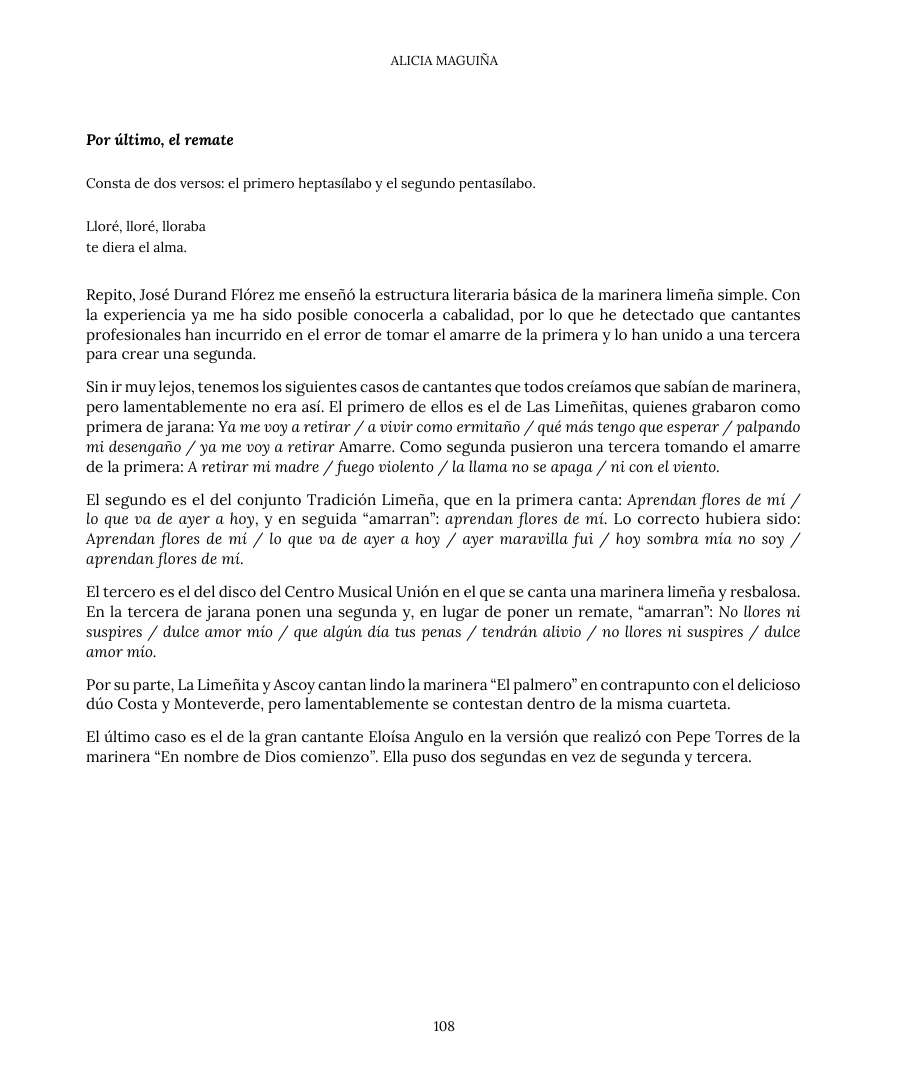 ALICIA MAGUIÑA
Por último, el remate
Consta de dos versos: el primero heptasílabo y el segundo pentasílabo.
Lloré, lloré, lloraba
te diera el alma.
Repito, José Durand Flórez me enseñó la estructura literaria básica de la marinera limeña simple. Con
la experiencia ya me ha sido posible conocerla a cabalidad, por lo que he detectado que cantantes
profesionales han incurrido en el error de tomar el amarre de la primera y lo han unido a una tercera
para crear una segunda.
Sin ir muy lejos, tenemos los siguientes casos de cantantes que todos creíamos que sabían de marinera,
pero lamentablemente no era así. El primero de ellos es el de Las Limeñitas, quienes grabaron como
primera de jarana: Ya me voy a retirar / a vivir como ermitaño / qué más tengo que esperar / palpando
mi desengaño / ya me voy a retirar Amarre. Como segunda pusieron una tercera tomando el amarre
de la primera: A retirar mi madre / fuego violento / la llama no se apaga / ni con el viento.
El segundo es el del conjunto Tradición Limeña, que en la primera canta: Aprendan flores de mí /
lo que va de ayer a hoy, y en seguida “amarran”: aprendan flores de mí. Lo correcto hubiera sido:
Aprendan flores de mí / lo que va de ayer a hoy / ayer maravilla fui / hoy sombra mía no soy /
aprendan flores de mí.
El tercero es el del disco del Centro Musical Unión en el que se canta una marinera limeña y resbalosa.
En la tercera de jarana ponen una segunda y, en lugar de poner un remate, “amarran”: No llores ni
suspires / dulce amor mío / que algún día tus penas / tendrán alivio / no llores ni suspires / dulce
amor mío.
Por su parte, La Limeñita y Ascoy cantan lindo la marinera “El palmero” en contrapunto con el delicioso
dúo Costa y Monteverde, pero lamentablemente se contestan dentro de la misma cuarteta.
El último caso es el de la gran cantante Eloísa Angulo en la versión que realizó con Pepe Torres de la
marinera “En nombre de Dios comienzo”. Ella puso dos segundas en vez de segunda y tercera.
108